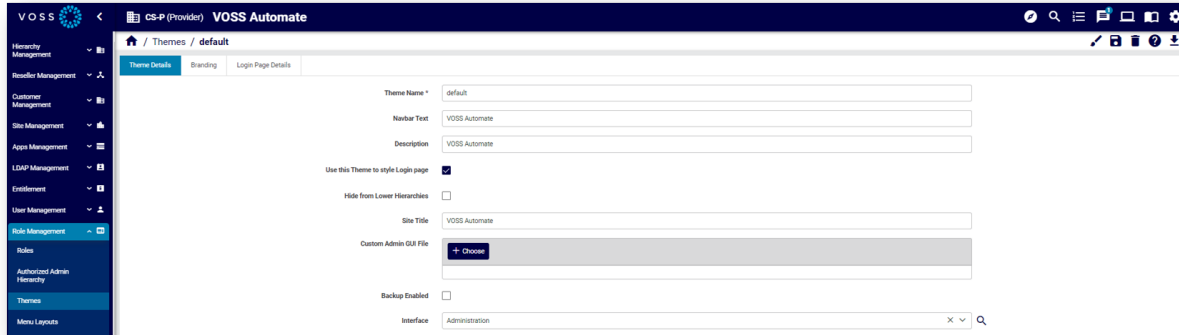 VOSS
CS-P (Provider) VOSS Automate
1
/ Themes / default
Theme Details
Branding
Login Page Details
Hierarchy
Management
Reseller Management
Customer
Management
Site Management
Apps Management
LDAP Management
Entitlement
User Management
Role Management
Roles
Authorized Admin
Hierarchy
Themes
Menu Layouts
Theme Name * default
Navbar Text VOSS Automate
Description VOSS Automate
Use this Theme to style Login page
Hide from Lower Hierarchies
Site Title VOSS Automate
Custom Admin GUI File
+ Choose
Backup Enabled
Interface Administration